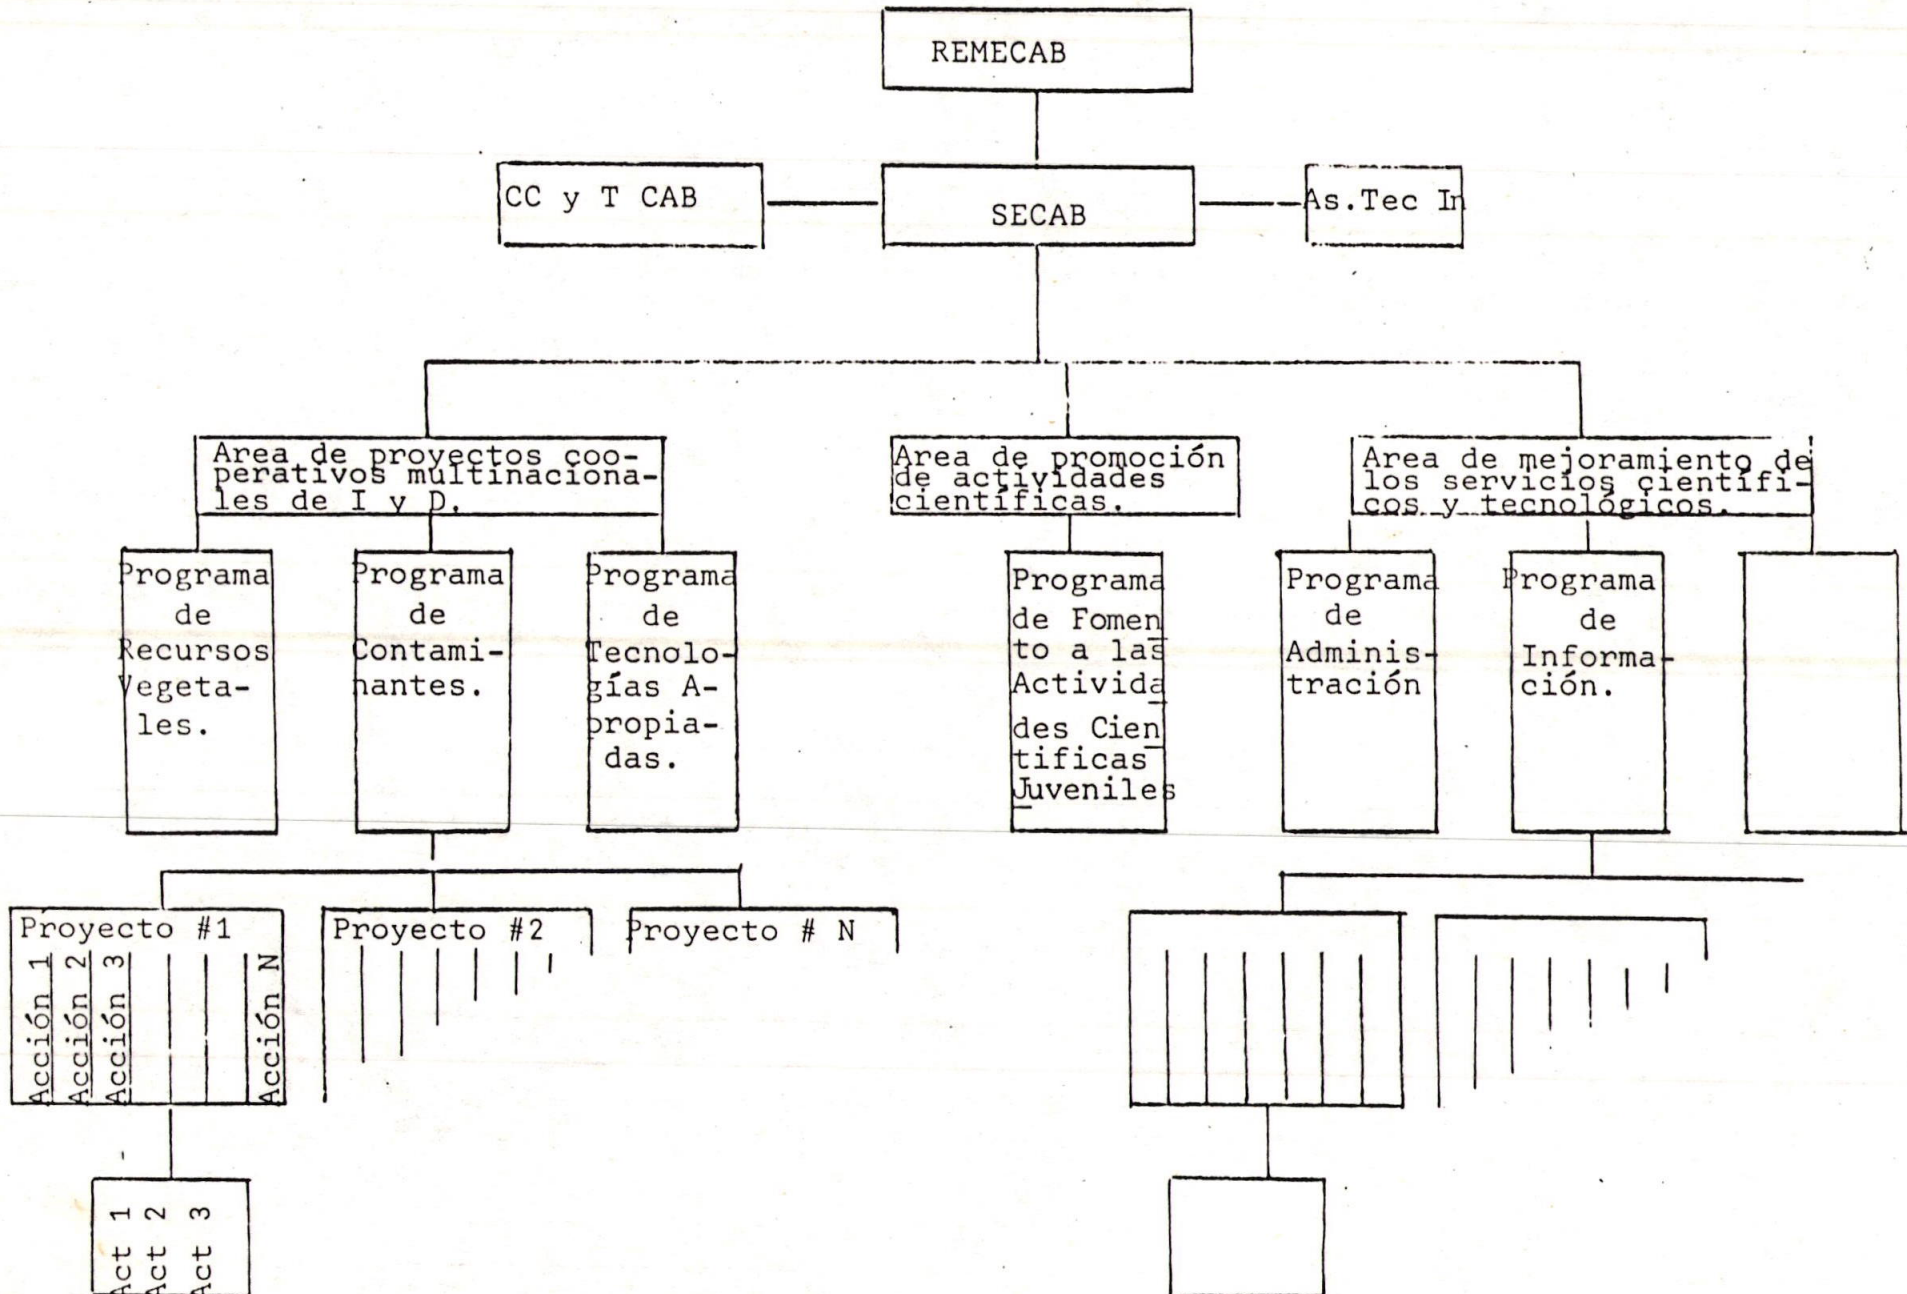 REMECAB
CC y T CAB
SECAB
As.Tec In
Area de proyectos coo-
perativos multinaciona-
les de I y D.
Area de promoción
de actividades
científicas.
Area de mejoramiento de
los servicios científi-
cos y tecnológicos.
Programa
de
Recursos
Vegeta-
les.
Programa
de
Contami-
nantes.
Programa
de
Tecnolo-
gías A-
propia-
das.
Programa
de Fomen
to a las
Activida
des Cien
tificas
Juveniles
Programa
de
Adminis-
tración
Programa
de
Informa-
ción.
Proyecto #1
Acción 1
Acción 2
Acción 3
Acción N
Proyecto #2
Proyecto # N
Act 1
Act 2
Act 3